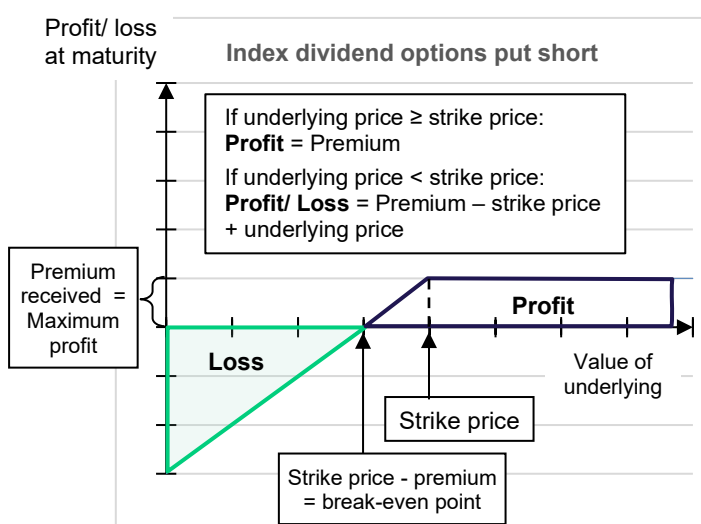 Profit/ loss
at maturity
Index dividend options put short
If underlying price ≥ strike price:
Profit = Premium
If underlying price < strike price:
Profit/ Loss = Premium – strike price
+ underlying price
Premium
received =
Maximum
profit
Profit
Loss
Value of
underlying
Strike price
Strike price - premium
= break-even point